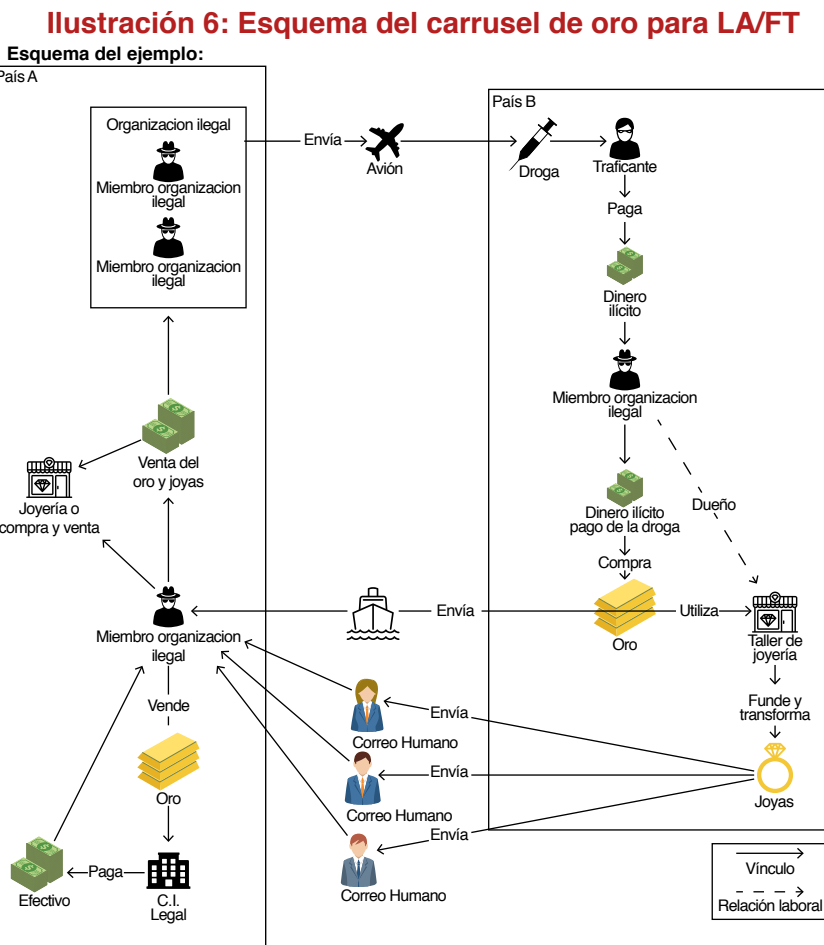 Ilustración 6: Esquema del carrusel de oro para LA/FT
Esquema del ejemplo:
País A
Organizacion ilegal
Miembro organizacion
ilegal
Miembro organizacion
ilegal
Envía
Avión
País B
Droga
Traficante
Paga
Dinero
ilícito
Miembro organizacion
ilegal
Dueño
Dinero ilícito
pago de la droga
Compra
Oro
Utiliza
Taller de
joyería
Funde y
transforma
Joyas
Envía
Envía
Correo Humano
Envía
Correo Humano
Envía
Correo Humano
Venta del
oro y joyas
Joyería o
compra y venta
Miembro organizacion
ilegal
Vende
Oro
C.I.
Legal
Paga
Efectivo
Vínculo
Relación laboral